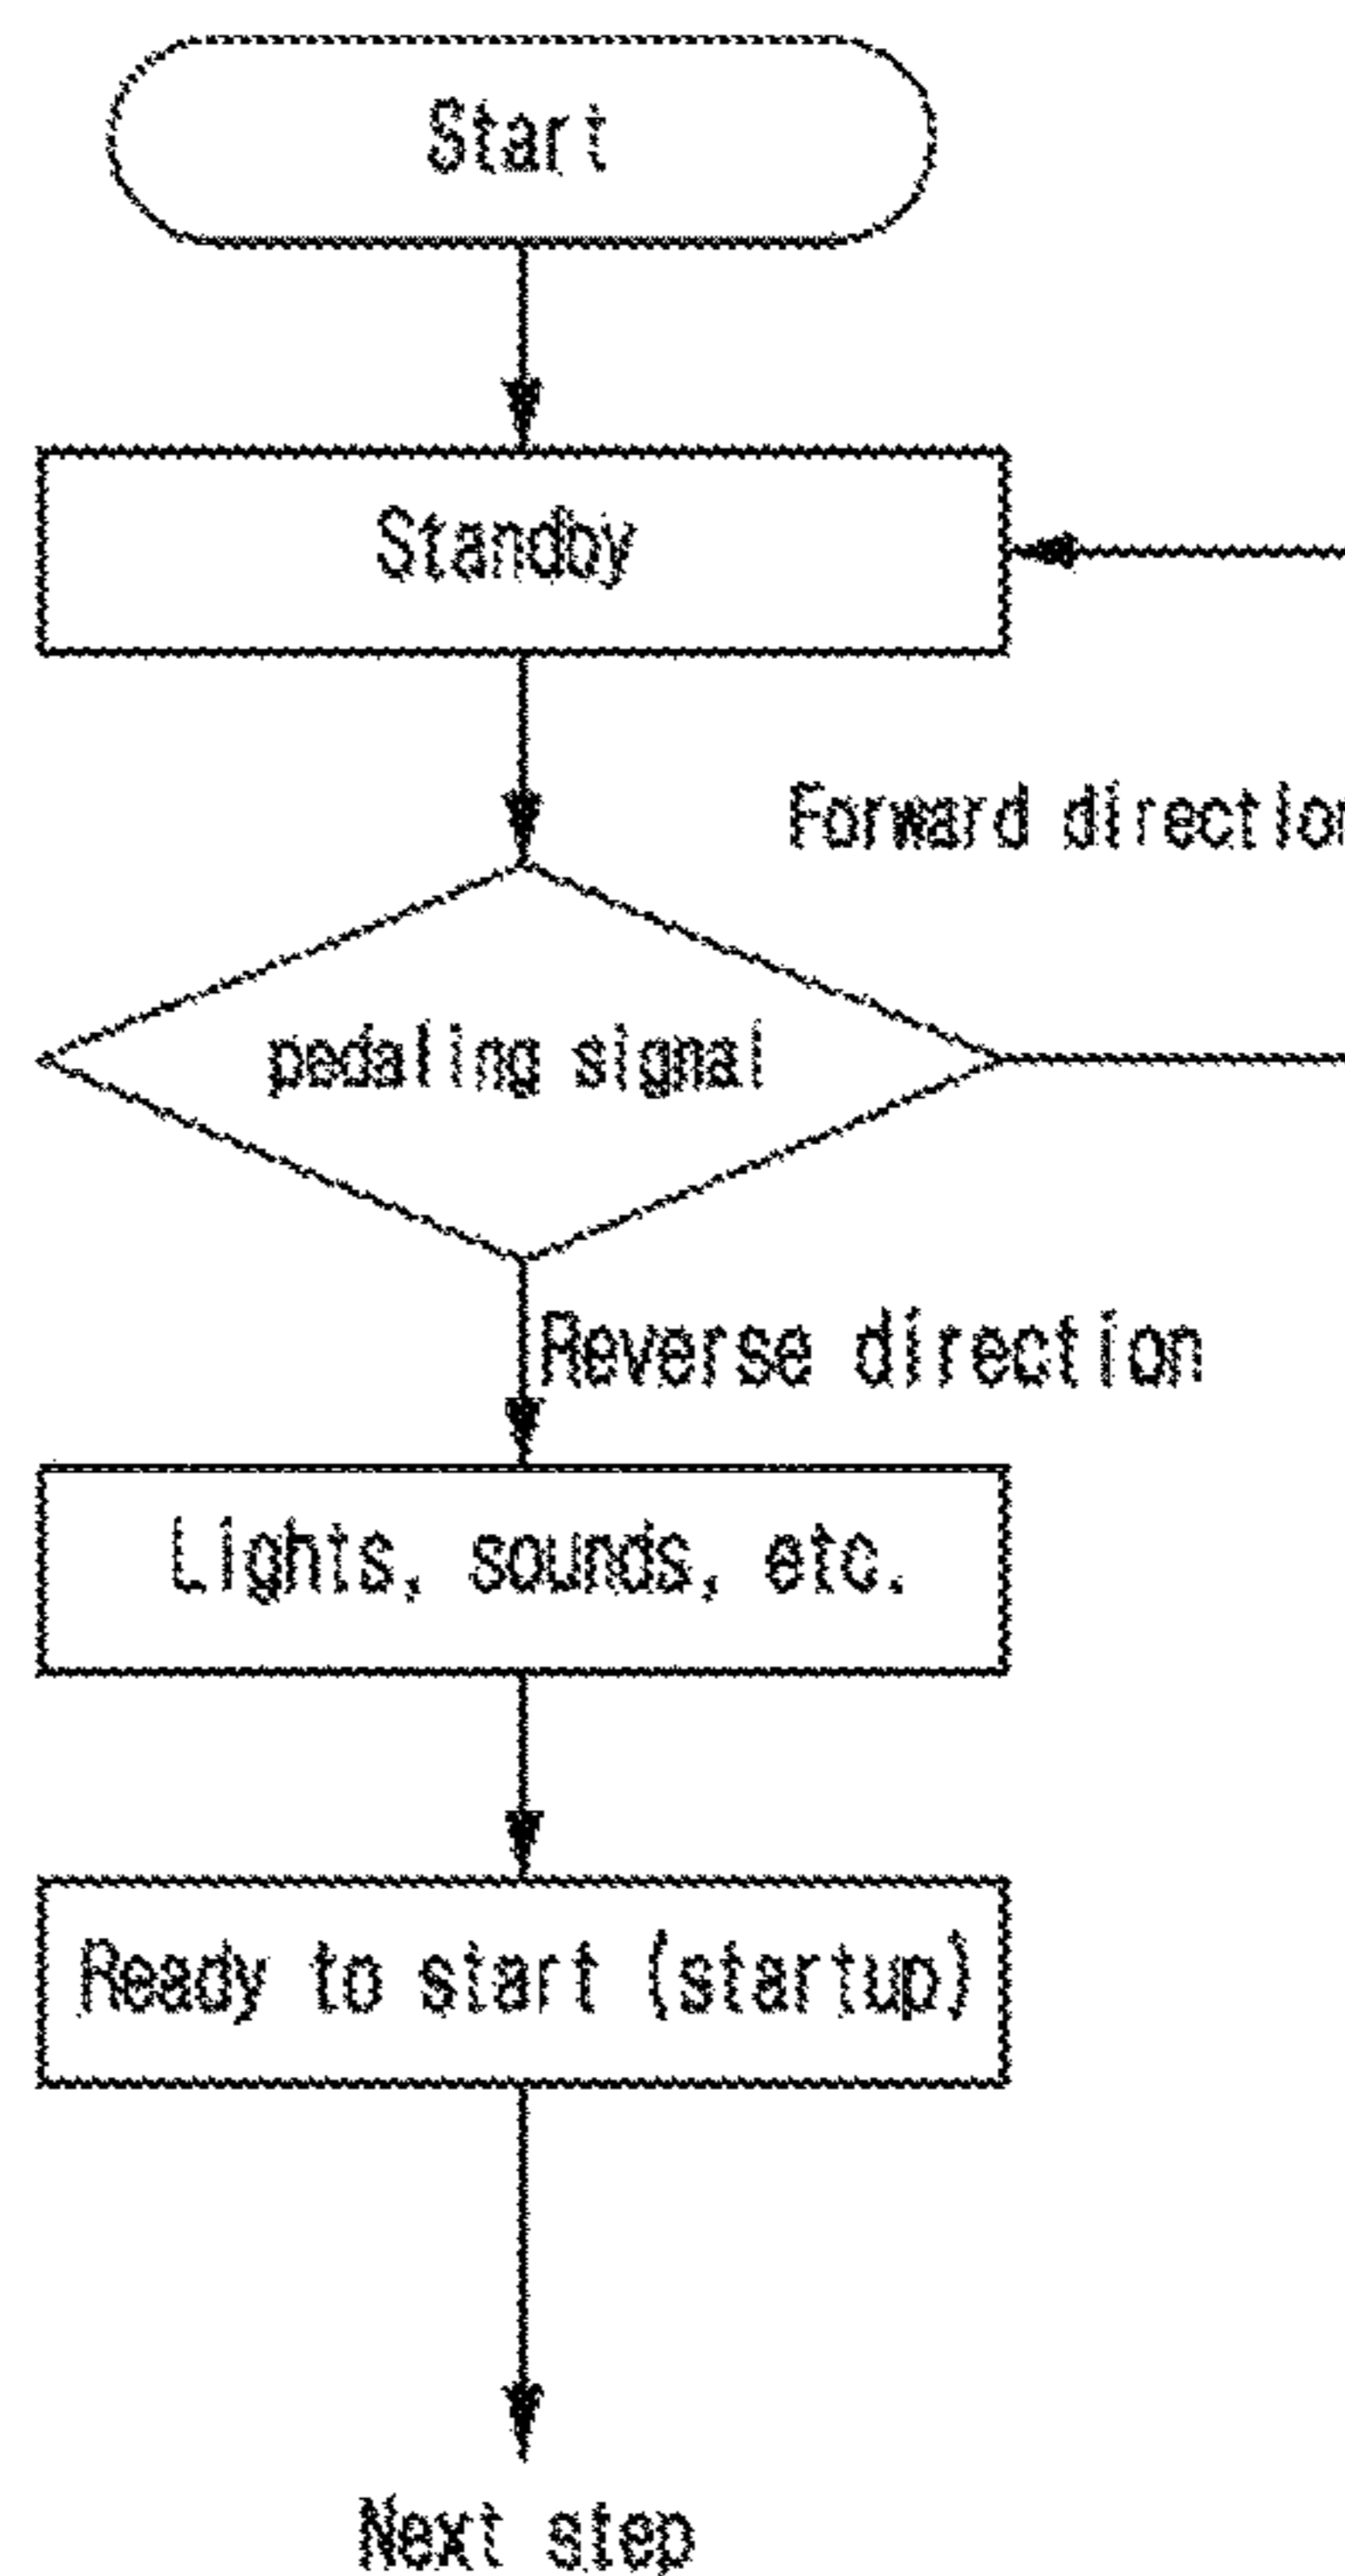 Start
Standby
Forward direction
pedaling signal
Reverse direction
Lights, sounds, etc.
Ready to start (startup)
Next step